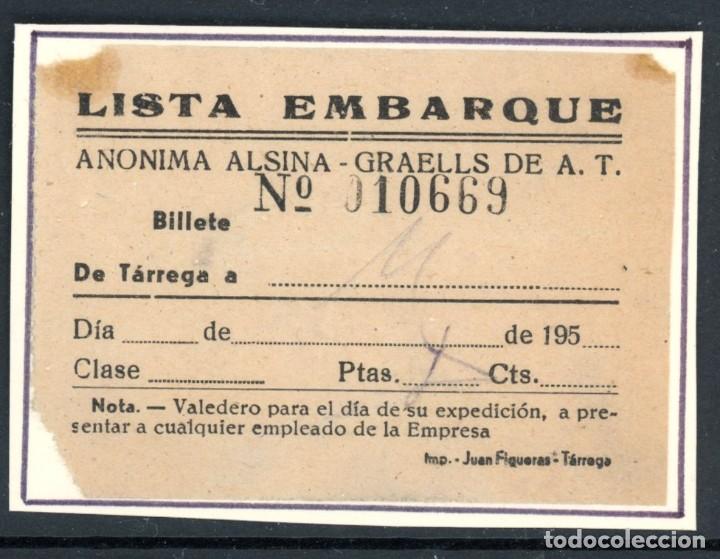 LISTA EMBARQUE
ANONIMA ALSINA - GRAELLS DE A. T.
Nº 010669
Billete
De Tárrega a
Día de de 195
Clase Ptas. Cts.
Nota. — Valedero para el día de su expedición, a pre-
sentar a cualquier empleado de la Empresa
Imp. - Juan Figueras - Tárrega
todocoleccion